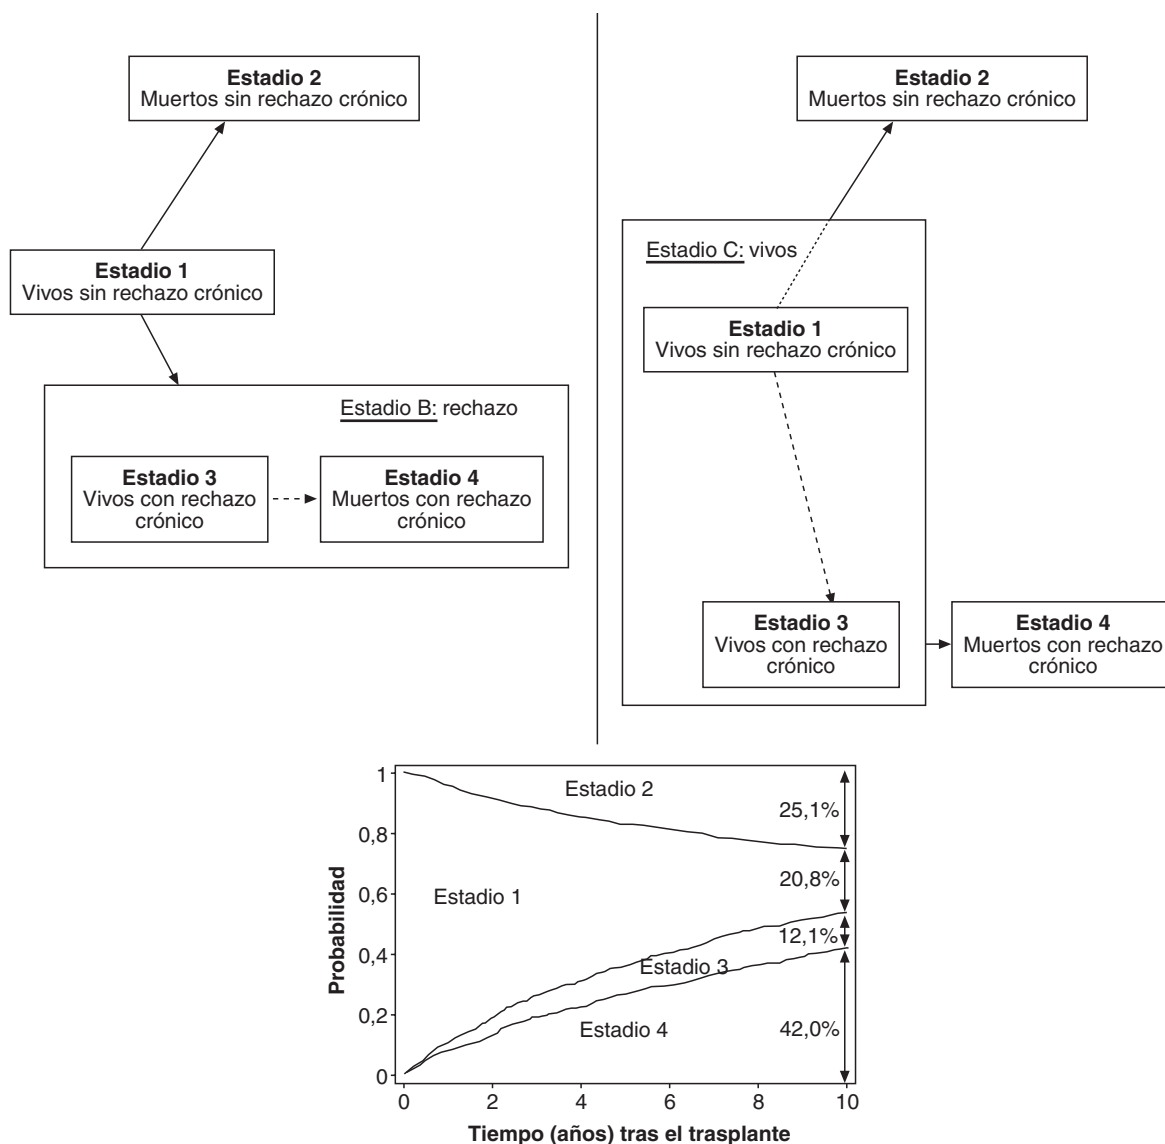 Estadio 2
Muertos sin rechazo crónico
Estadio 1
Vivos sin rechazo crónico
Estadio B: rechazo
Estadio 3
Vivos con rechazo
crónico
Estadio 4
Muertos con rechazo
crónico
Estadio 2
Muertos sin rechazo crónico
Estadio C: vivos
Estadio 1
Vivos sin rechazo crónico
Estadio 3
Vivos con rechazo
crónico
Estadio 4
Muertos con rechazo
crónico
Probabilidad
1
0,8
0,6
0,4
0,2
0
Estadio 2
25,1%
Estadio 1
20,8%
12,1%
Estadio 3
Estadio 4
42,0%
0 2 4 6 8 10
Tiempo (años) tras el trasplante